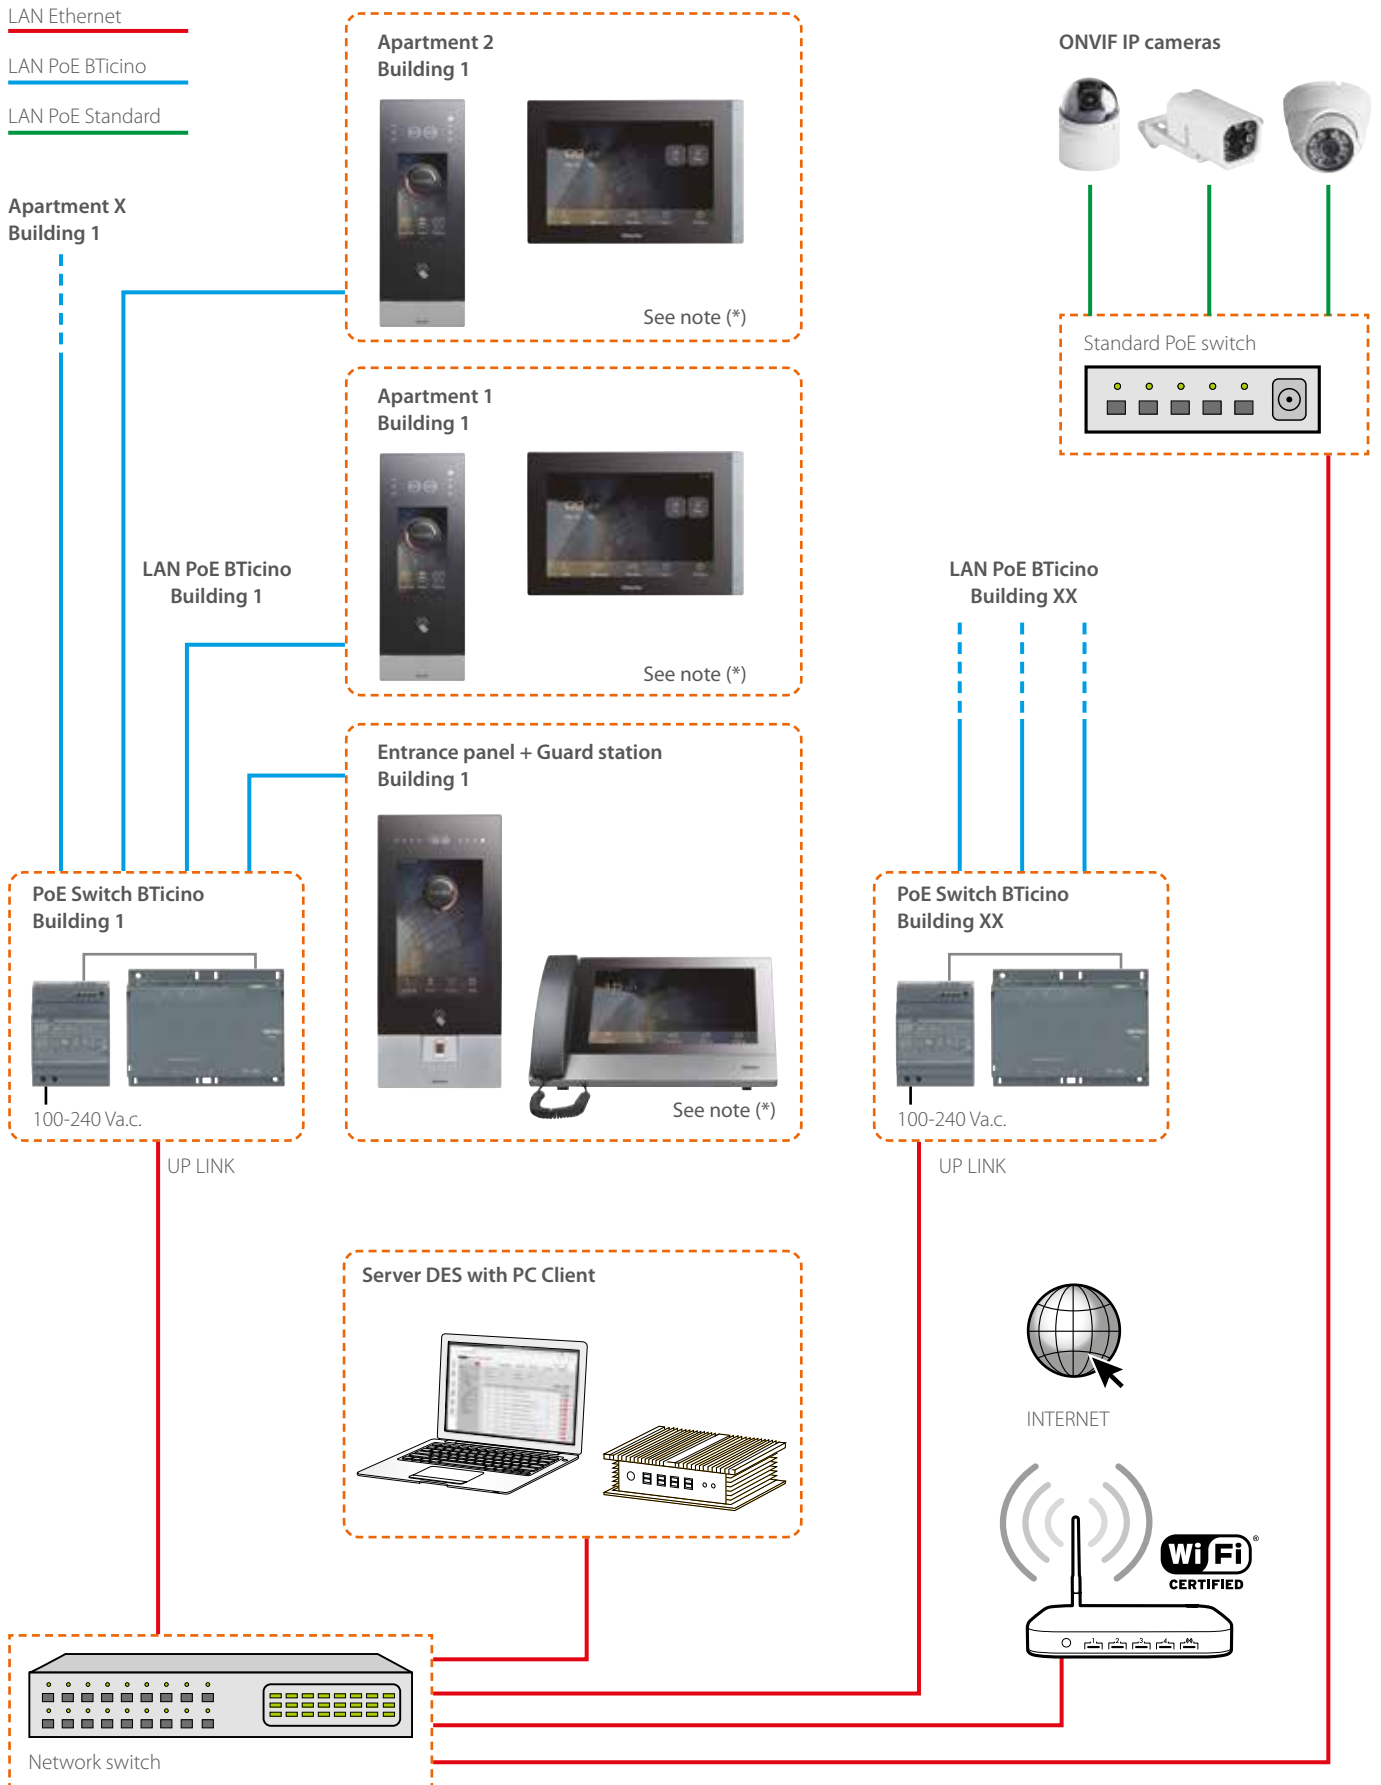 LAN Ethernet
LAN PoE BTicino
LAN PoE Standard
Apartment X
Building 1
Apartment 2
Building 1
See note (*)
ONVIF IP cameras
Standard PoE switch
Apartment 1
Building 1
See note (*)
LAN PoE BTicino
Building 1
LAN PoE BTicino
Building XX
Entrance panel + Guard station
Building 1
See note (*)
PoE Switch BTicino
Building 1
100-240 Va.c.
UP LINK
PoE Switch BTicino
Building XX
100-240 Va.c.
UP LINK
Server DES with PC Client
INTERNET
Wi Fi ®
CERTIFIED
1 2 3 4
Network switch